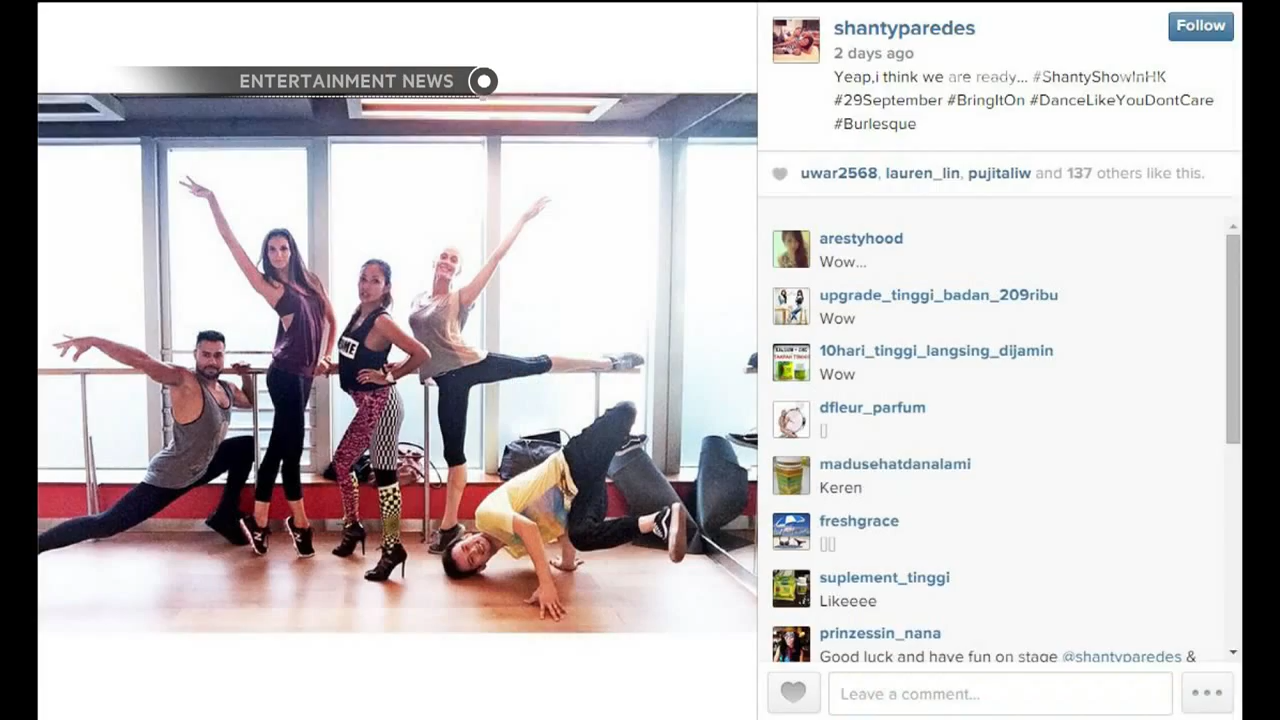 ENTERTAINMENT NEWS
shantyparedes
Follow
2 days ago
Yeap,i think we are ready... #ShantyShowInHK
#29September #BringItOn #DanceLikeYouDontCare
#Burlesque
uwar2568, lauren_lin, pujitaliw and 137 others like this.
arestyhood
Wow...
upgrade_tinggi_badan_209ribu
Wow
10hari_tinggi_langsing_dijamin
Wow
dfleur_parfum
madusehatdanalami
Keren
freshgrace
suplement_tinggi
Likeeee
prinzessin_nana
Good luck and have fun on stage @shantyparedes &
Leave a comment...